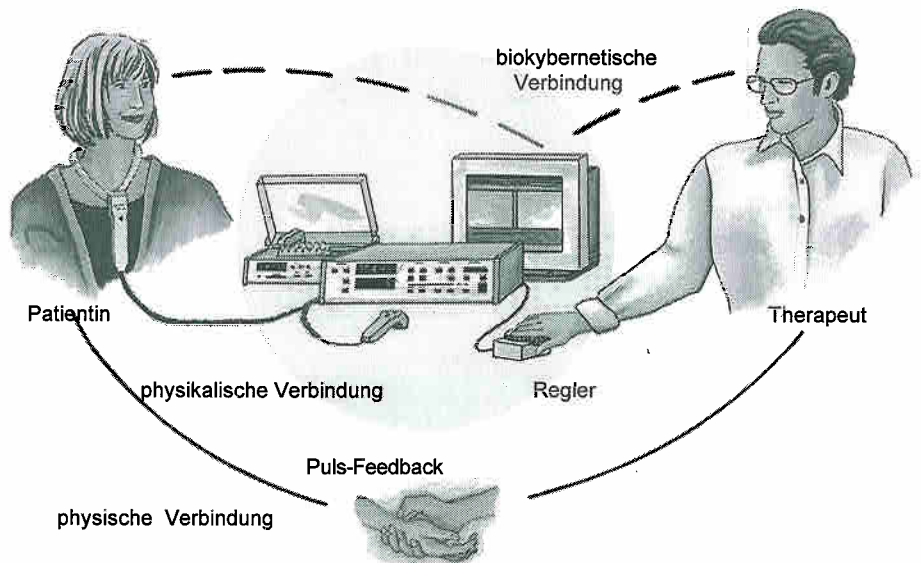 biokybernetische
Verbindung
Patientin
Therapeut
physikalische Verbindung
Regler
Puls-Feedback
physische Verbindung